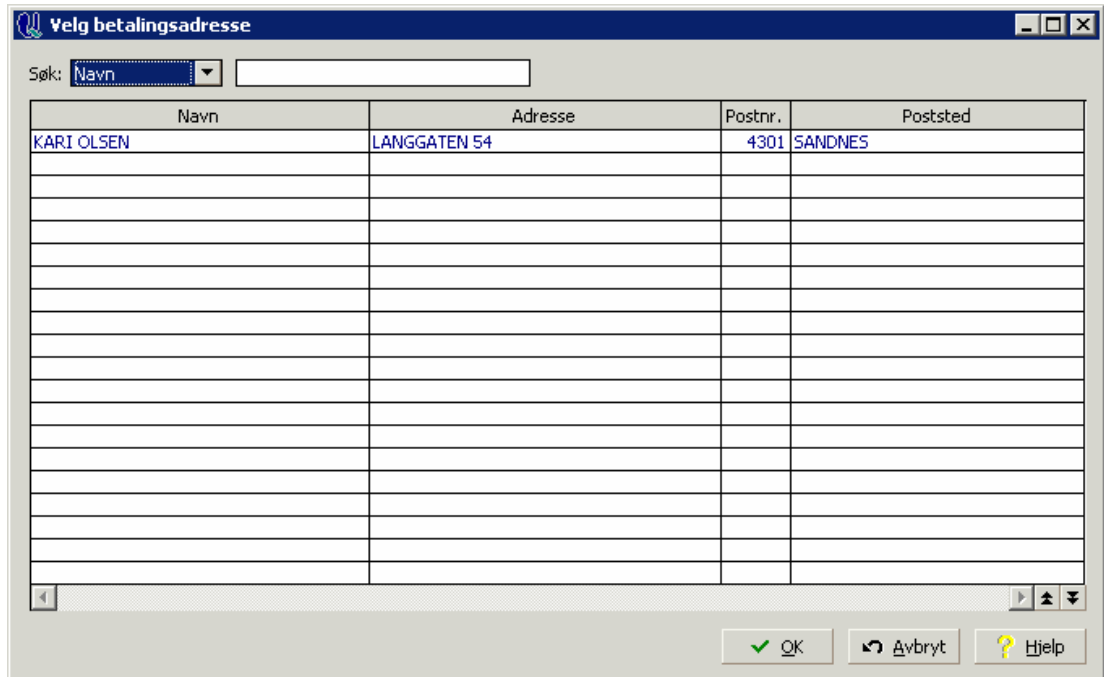 Velg betalingsadresse
Søk: Navn
Navn Adresse Postnr. Poststed
KARI OLSEN LANGGATEN 54 4301 SANDNES
OK Avbryt Hjelp